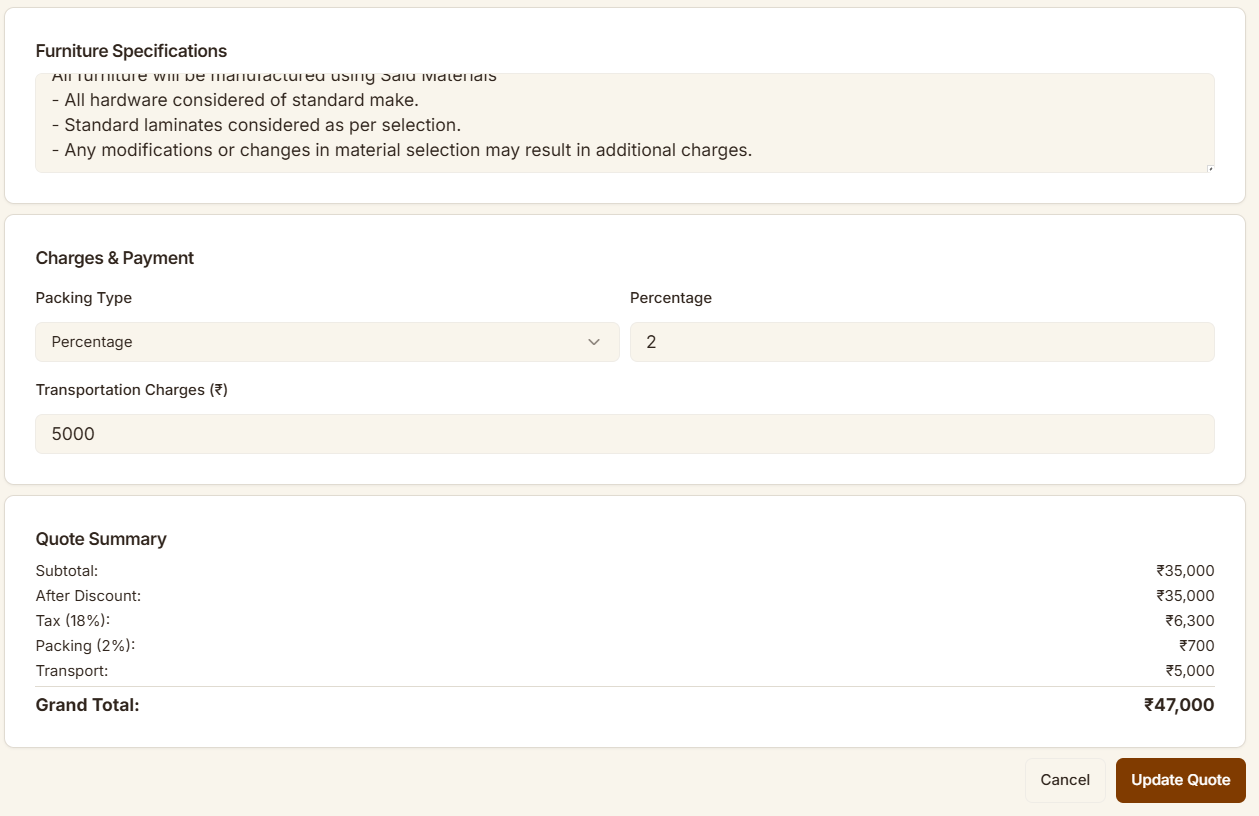 Furniture Specifications
All furniture will be manufactured using Said Materials
- All hardware considered of standard make.
- Standard laminates considered as per selection.
- Any modifications or changes in material selection may result in additional charges.
Charges & Payment
Packing Type
Percentage
Percentage
2
Transportation Charges (₹)
5000
Quote Summary
Subtotal: ₹35,000
After Discount: ₹35,000
Tax (18%): ₹6,300
Packing (2%): ₹700
Transport: ₹5,000
Grand Total: ₹47,000
Cancel
Update Quote